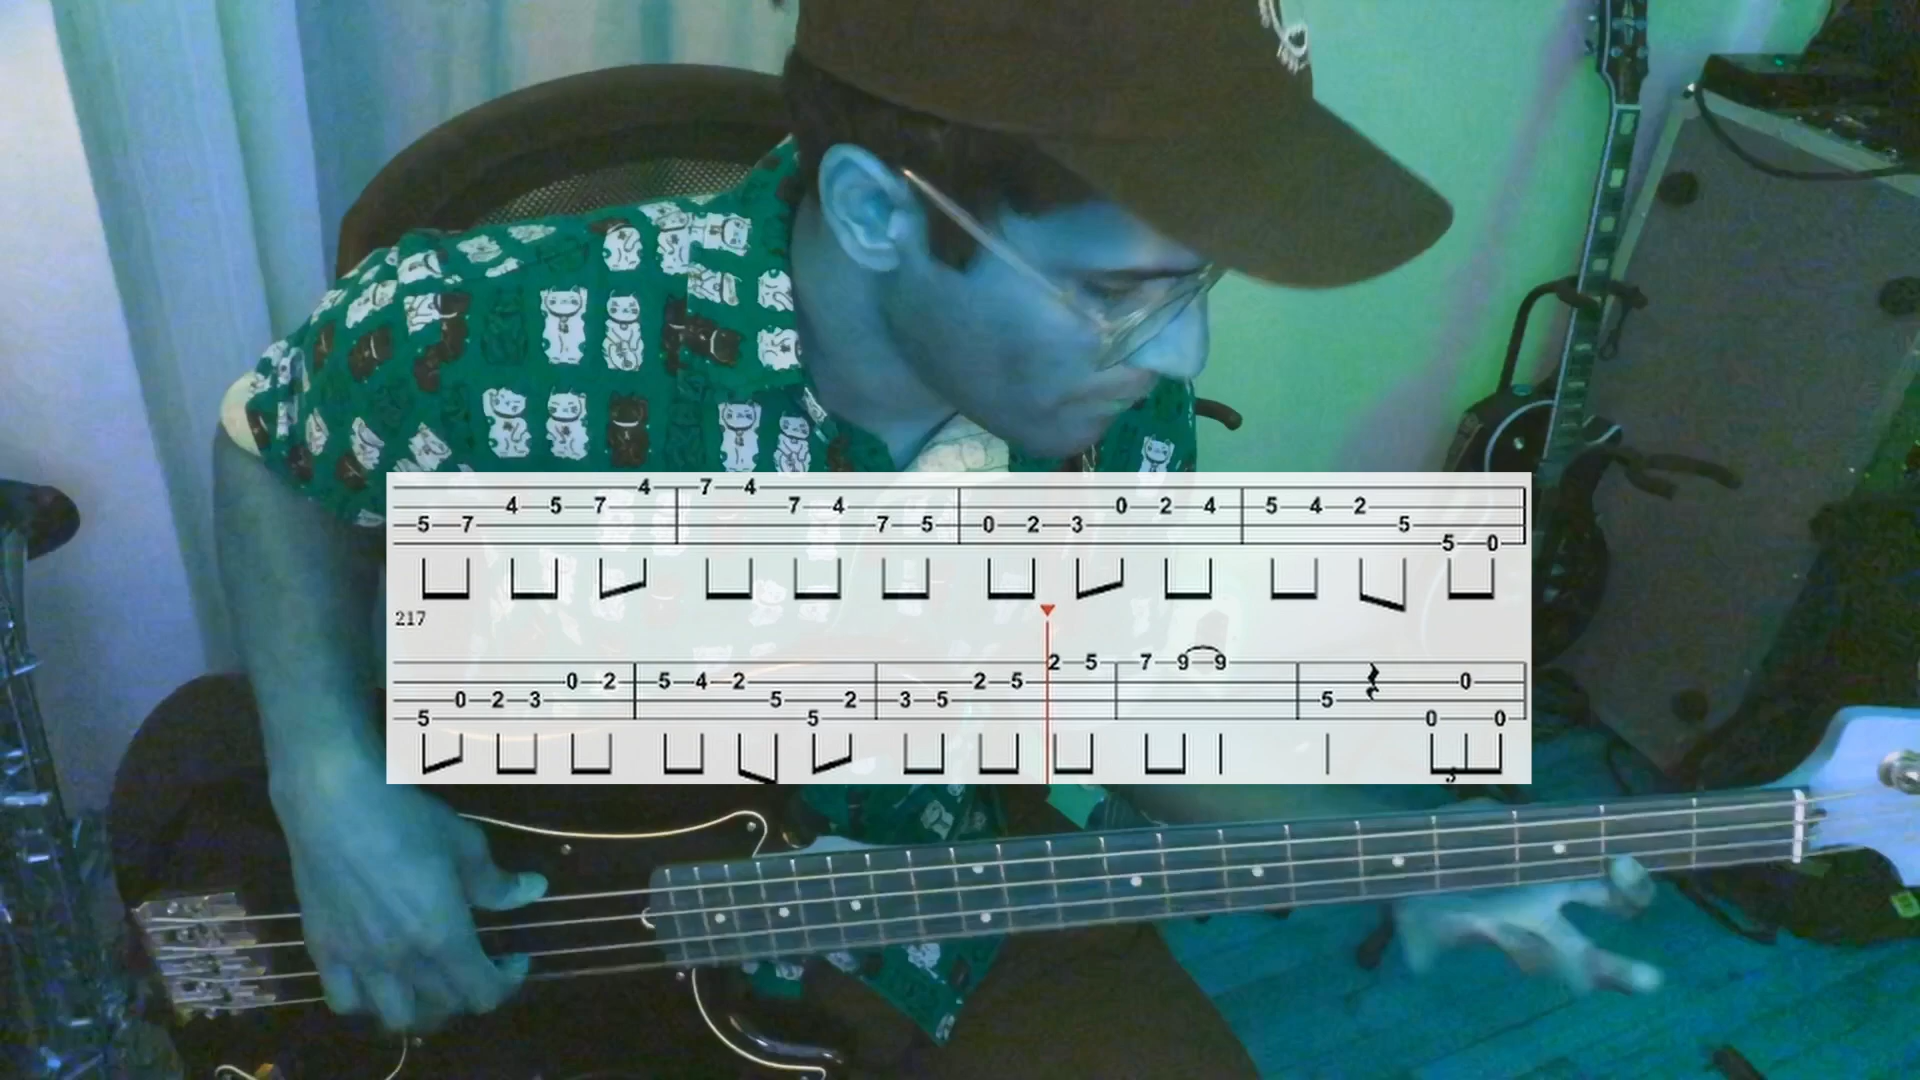 4 7 4
4 5 7 7 4 0 2 4 5 4 2
5 7 7 5 0 2 3 5
5 0
217
2 5 7 9 9
0 2 5 4 2 2 5 0
0 2 3 5 2 3 5 5
5 5 0 0
3